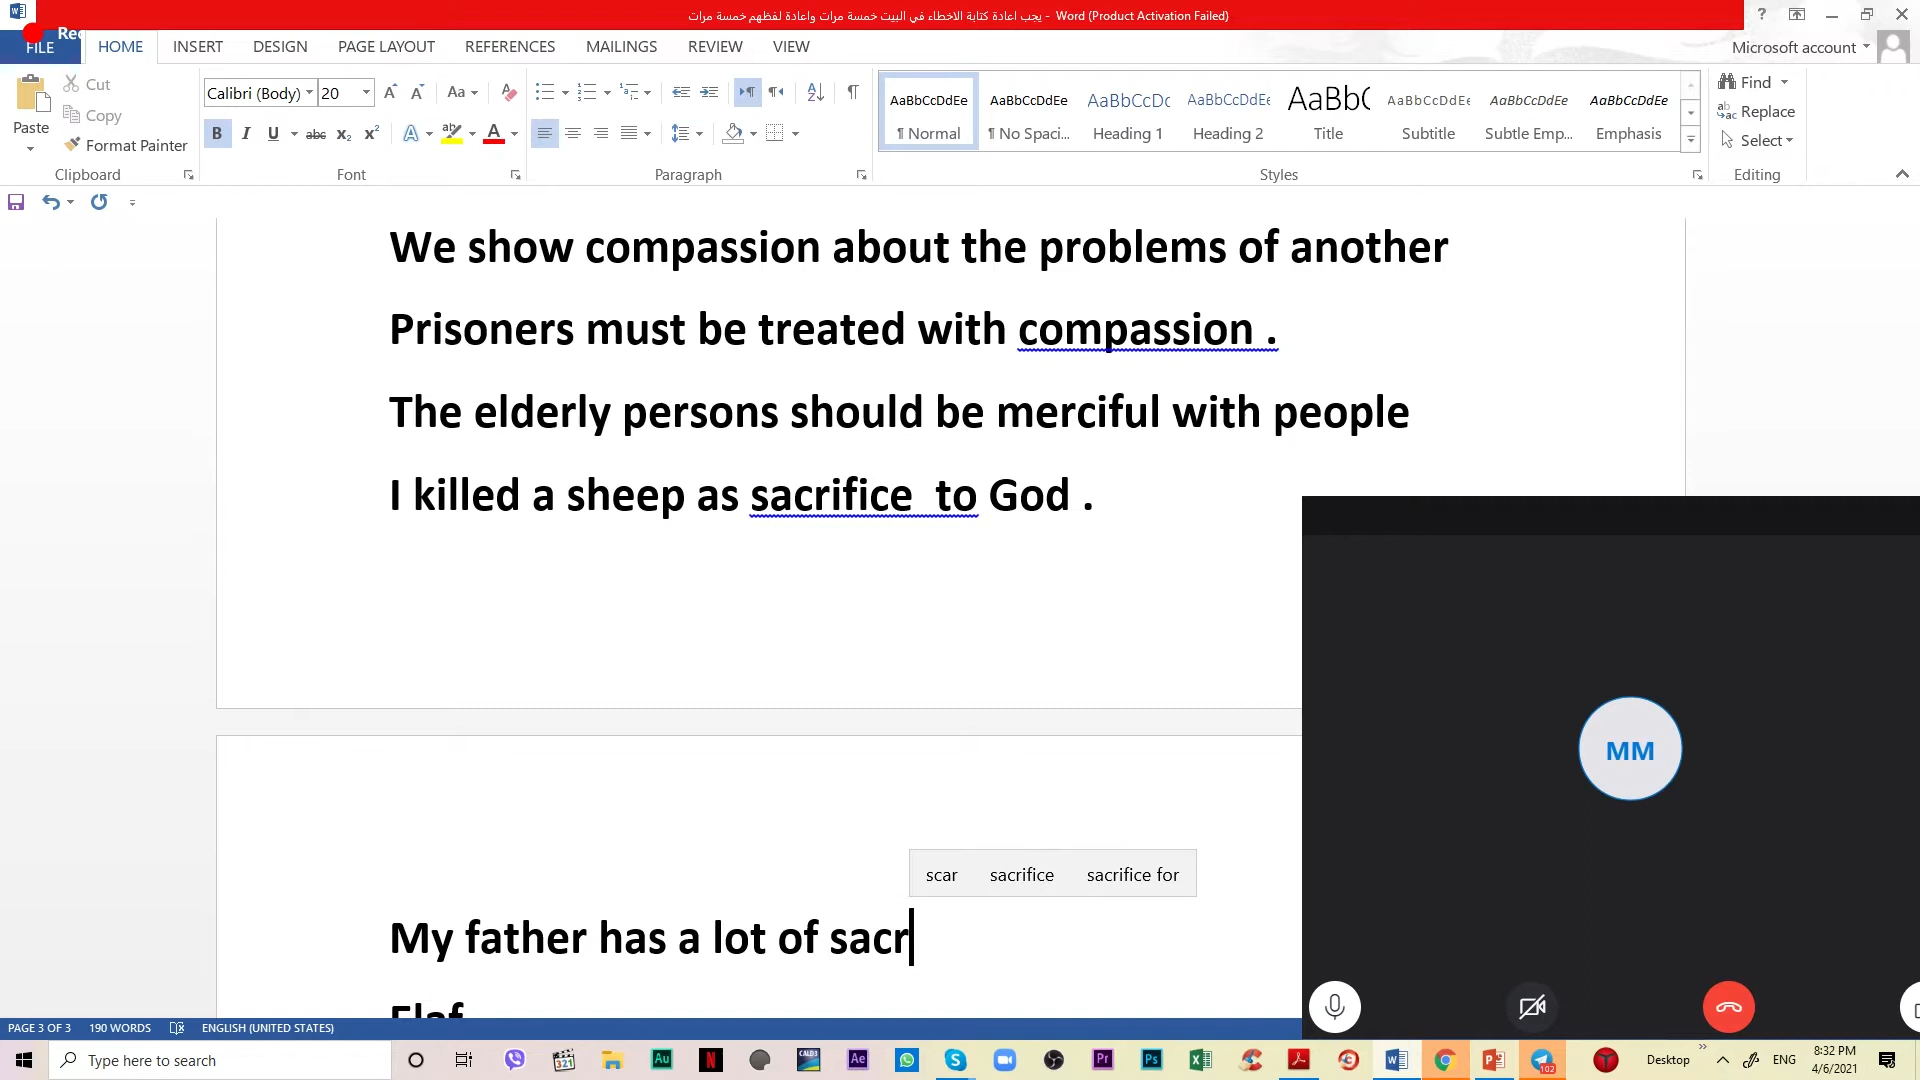 يجب اعادة كتابة الاخطاء في البيت خمسة مرات واعادة لفظهم خمسة مرات - Word (Product Activation Failed)
Rec
FILE HOME INSERT DESIGN PAGE LAYOUT REFERENCES MAILINGS REVIEW VIEW Microsoft account
Paste Cut Copy Format Painter
Calibri (Body) 20
AaBbCcDdEe AaBbCcDdEe AaBbCcDc AaBbCcDdEe AaBb( AaBbCcDdEe AaBbCcDdEe AaBbCcDdEe
¶ Normal ¶ No Spaci... Heading 1 Heading 2 Title Subtitle Subtle Emp... Emphasis
Find Replace Select
Clipboard Font Paragraph Styles Editing
We show compassion about the problems of another
Prisoners must be treated with compassion .
The elderly persons should be merciful with people
I killed a sheep as sacrifice  to God .
MM
scar sacrifice sacrifice for
My father has a lot of sacr
Elaf
PAGE 3 OF 3 190 WORDS ENGLISH (UNITED STATES)
Type here to search
Desktop ENG 8:32 PM
4/6/2021